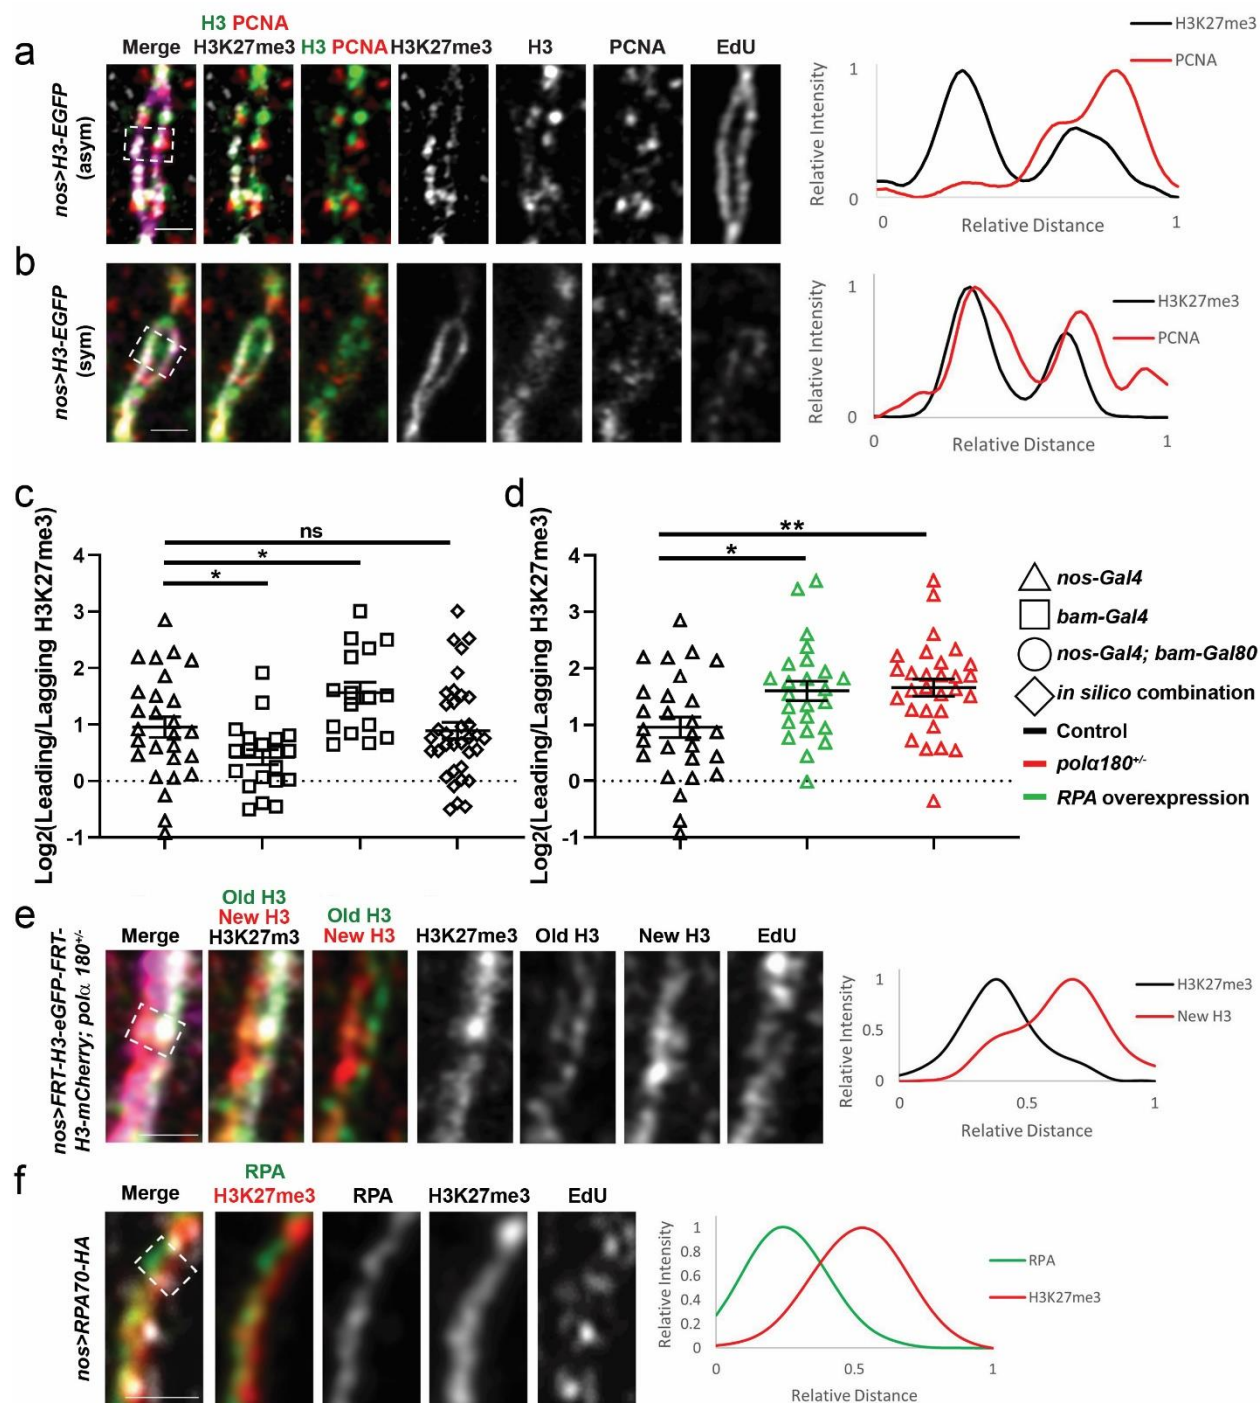 a
H3 PCNA
Merge H3K27me3 H3 PCNA H3K27me3 H3 PCNA EdU
nos>H3-EGFP
(asym)
Relative Intensity
1
0
0 1
Relative Distance
H3K27me3
PCNA
b
nos>H3-EGFP
(sym)
Relative Intensity
1
0
0 1
Relative Distance
H3K27me3
PCNA
c
Log2(Leading/Lagging H3K27me3)
4
3
2
1
0
-1
ns
*
*
d
Log2(Leading/Lagging H3K27me3)
4
3
2
1
0
-1
**
*
nos-Gal4
bam-Gal4
nos-Gal4; bam-Gal80
in silico combination
Control
polα180+/-
RPA overexpression
e
Old H3
New H3 Old H3
Merge H3K27m3 New H3 H3K27me3 Old H3 New H3 EdU
nos>FRT-H3-eGFP-FRT-
H3-mCherry; polα 180+/-
Relative Intensity
1
0.5
0
0 0.5 1
Relative Distance
H3K27me3
New H3
f
RPA
Merge H3K27me3 RPA H3K27me3 EdU
nos>RPA70-HA
Relative Intensity
1
0.8
0.6
0.4
0.2
0
0 0.5 1
Relative Distance
RPA
H3K27me3